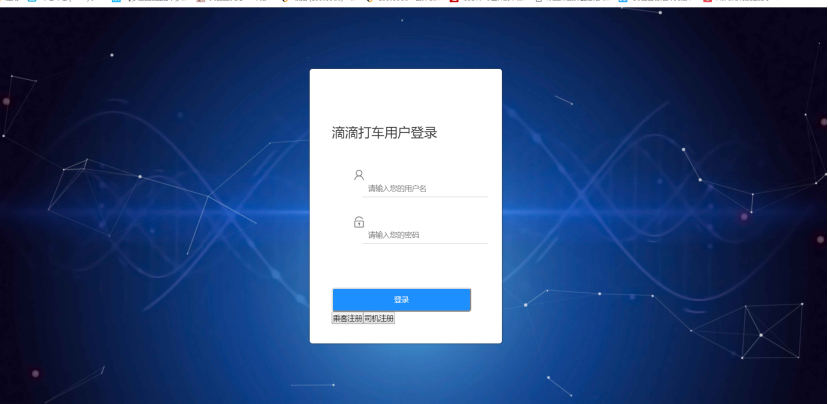 滴滴打车用户登录
请输入您的用户名
请输入您的密码
登录
乘客注册 司机注册